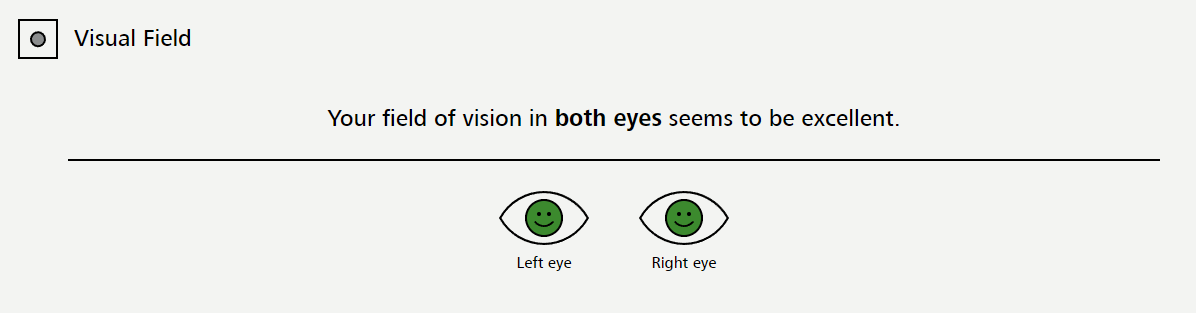 Visual Field
Your field of vision in both eyes seems to be excellent.
Left eye
Right eye